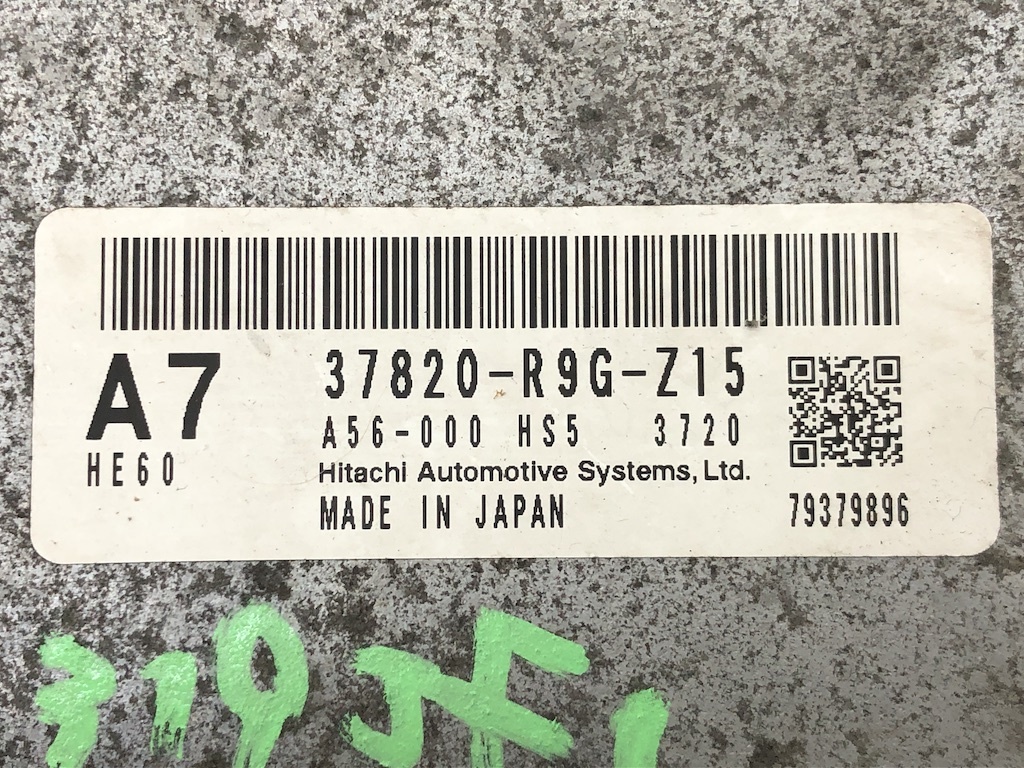 A7
37820-R9G-Z15
A56-000 HS5 3720
HE60
Hitachi Automotive Systems, Ltd.
MADE IN JAPAN
79379896